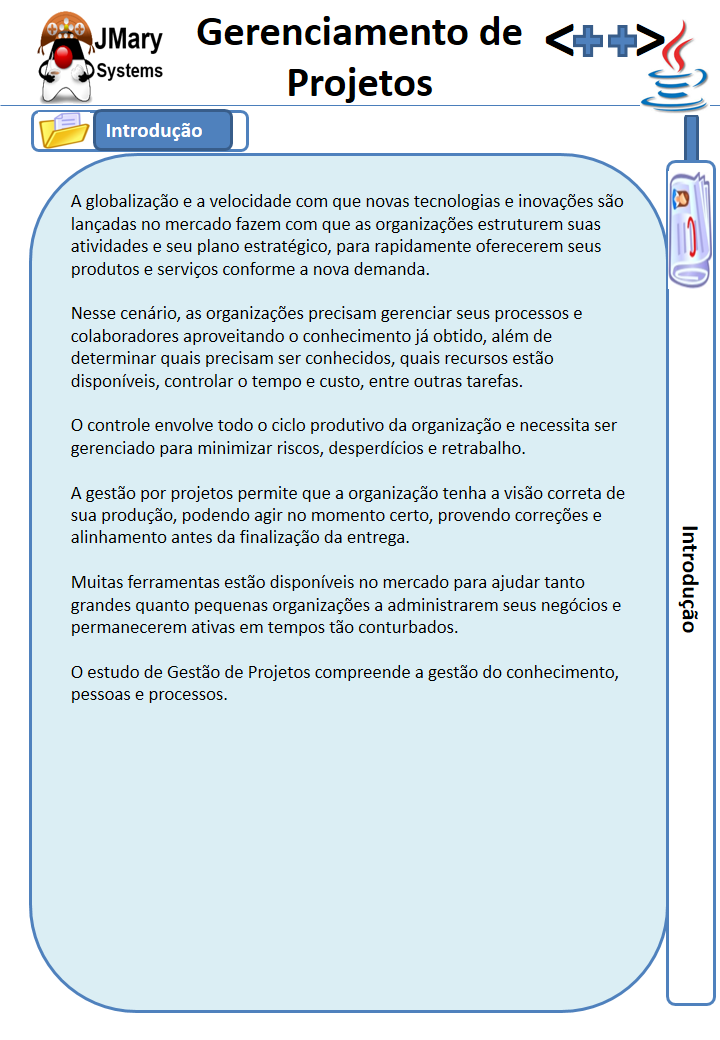 JMary
Systems
Gerenciamento de
Projetos
<++>
Introdução
A globalização e a velocidade com que novas tecnologias e inovações são
lançadas no mercado fazem com que as organizações estruturem suas
atividades e seu plano estratégico, para rapidamente oferecerem seus
produtos e serviços conforme a nova demanda.
Nesse cenário, as organizações precisam gerenciar seus processos e
colaboradores aproveitando o conhecimento já obtido, além de
determinar quais precisam ser conhecidos, quais recursos estão
disponíveis, controlar o tempo e custo, entre outras tarefas.
O controle envolve todo o ciclo produtivo da organização e necessita ser
gerenciado para minimizar riscos, desperdícios e retrabalho.
A gestão por projetos permite que a organização tenha a visão correta de
sua produção, podendo agir no momento certo, provendo correções e
alinhamento antes da finalização da entrega.
Muitas ferramentas estão disponíveis no mercado para ajudar tanto
grandes quanto pequenas organizações a administrarem seus negócios e
permanecerem ativas em tempos tão conturbados.
O estudo de Gestão de Projetos compreende a gestão do conhecimento,
pessoas e processos.
Introdução